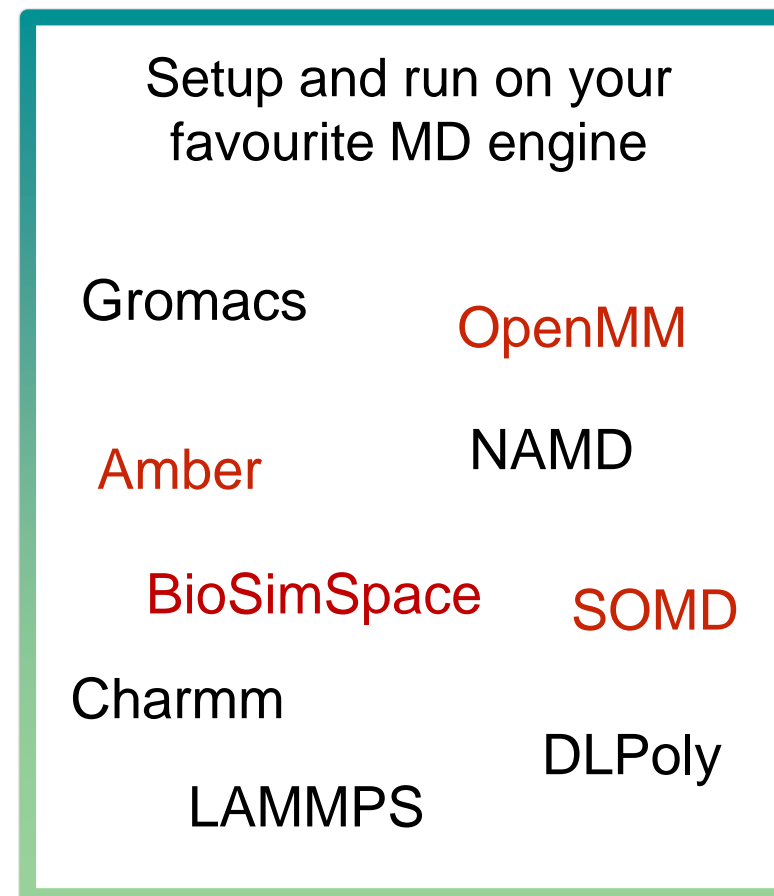 Setup and run on your
favourite MD engine
Gromacs
OpenMM
Amber
NAMD
BioSimSpace
SOMD
Charmm
DLPoly
LAMMPS